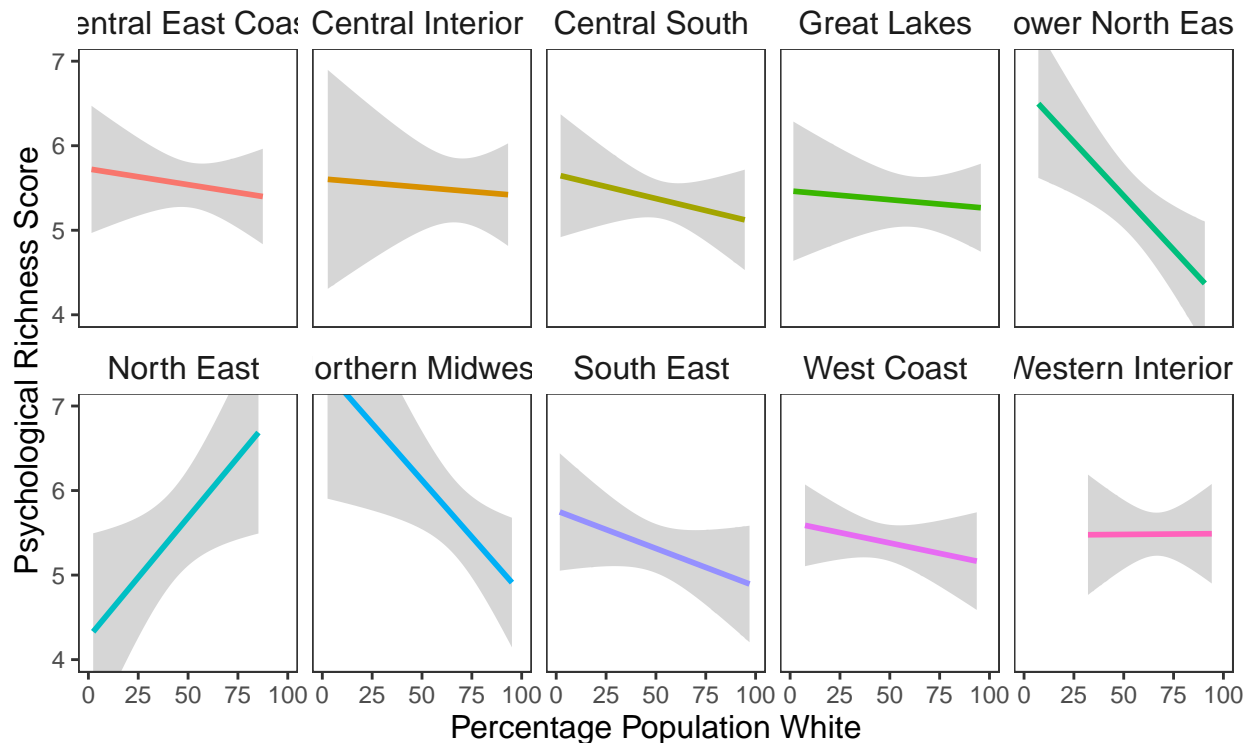 entral East Coas
Central Interior
Central South
Great Lakes
ower North Eas
7
6
5
4
North East
orthern Midwes
South East
West Coast
Western Interior
7
6
5
4
0 25 50 75 100
0 25 50 75 100
0 25 50 75 100
0 25 50 75 100
0 25 50 75 100
Percentage Population White
Psychological Richness Score